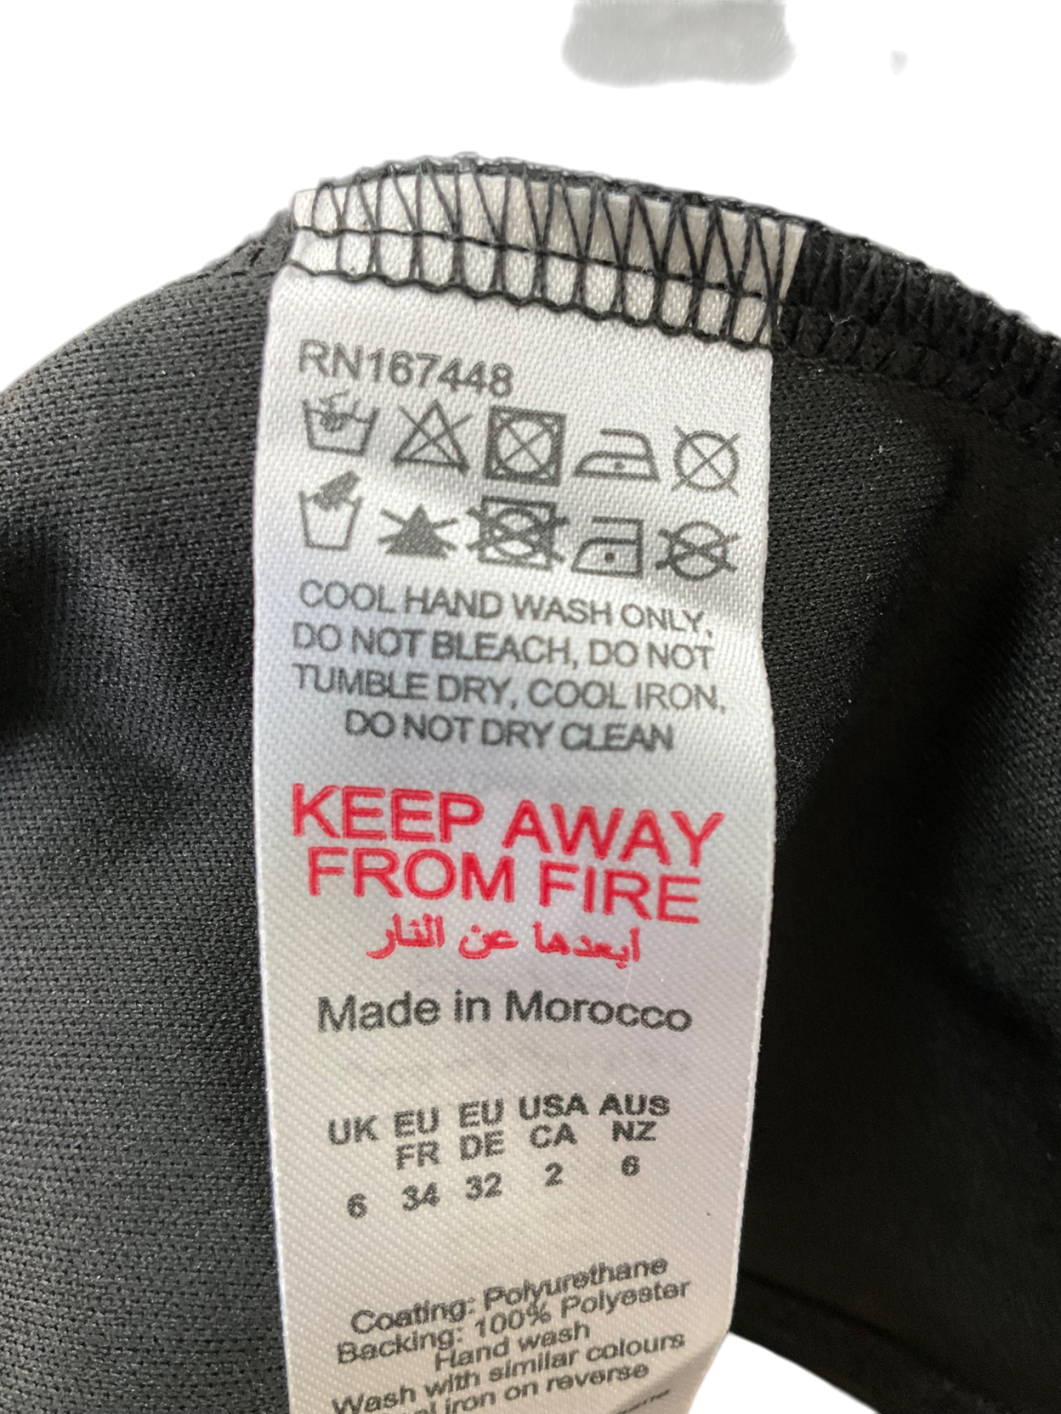 RN167448
COOL HAND WASH ONLY,
DO NOT BLEACH, DO NOT
TUMBLE DRY, COOL IRON,
DO NOT DRY CLEAN
KEEP AWAY
FROM FIRE
أبعدها عن النار
Made in Morocco
UK EU EU USA AUS
FR DE CA NZ
6 34 32 2 6
Coating: Polyurethane
Backing: 100% Polyester
Hand wash
Wash with similar colours
iron on reverse